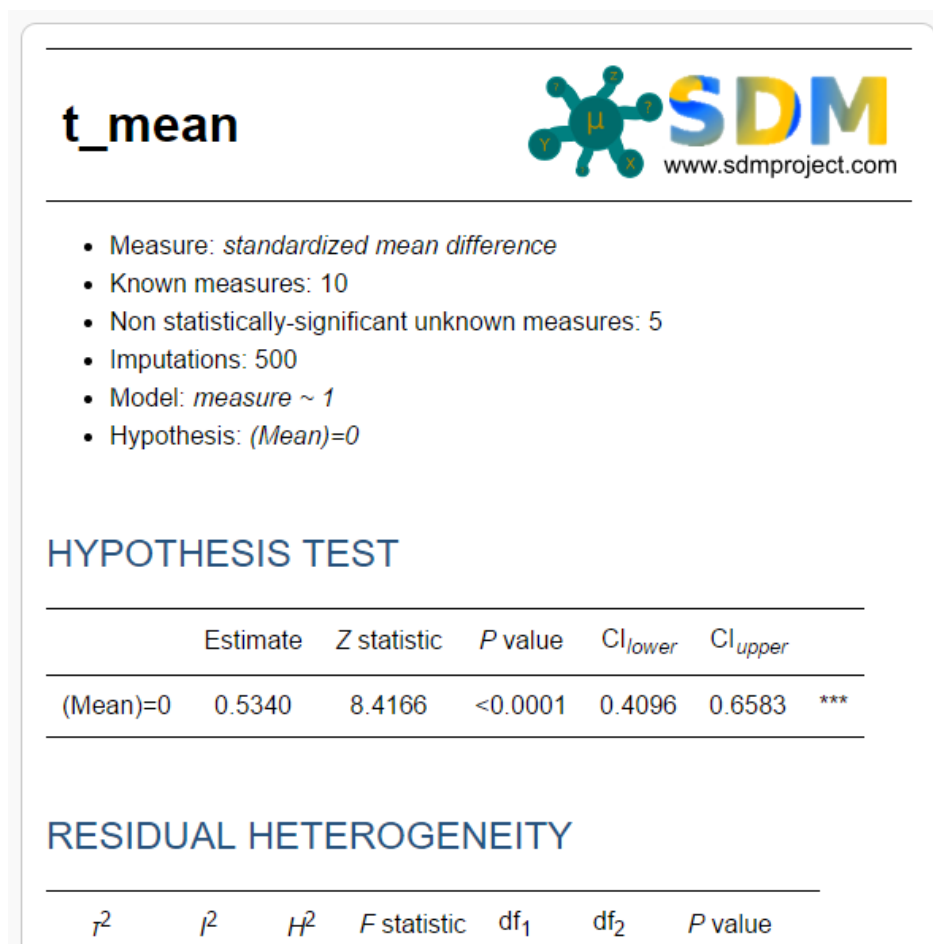 t_mean
? Z ? μ Y X
SDM
www.sdmproject.com
• Measure: standardized mean difference
• Known measures: 10
• Non statistically-significant unknown measures: 5
• Imputations: 500
• Model: measure ~ 1
• Hypothesis: (Mean)=0
HYPOTHESIS TEST
Estimate Z statistic P value CI_lower CI_upper
(Mean)=0 0.5340 8.4166 <0.0001 0.4096 0.6583 ***
RESIDUAL HETEROGENEITY
τ² I² H² F statistic df₁ df₂ P value